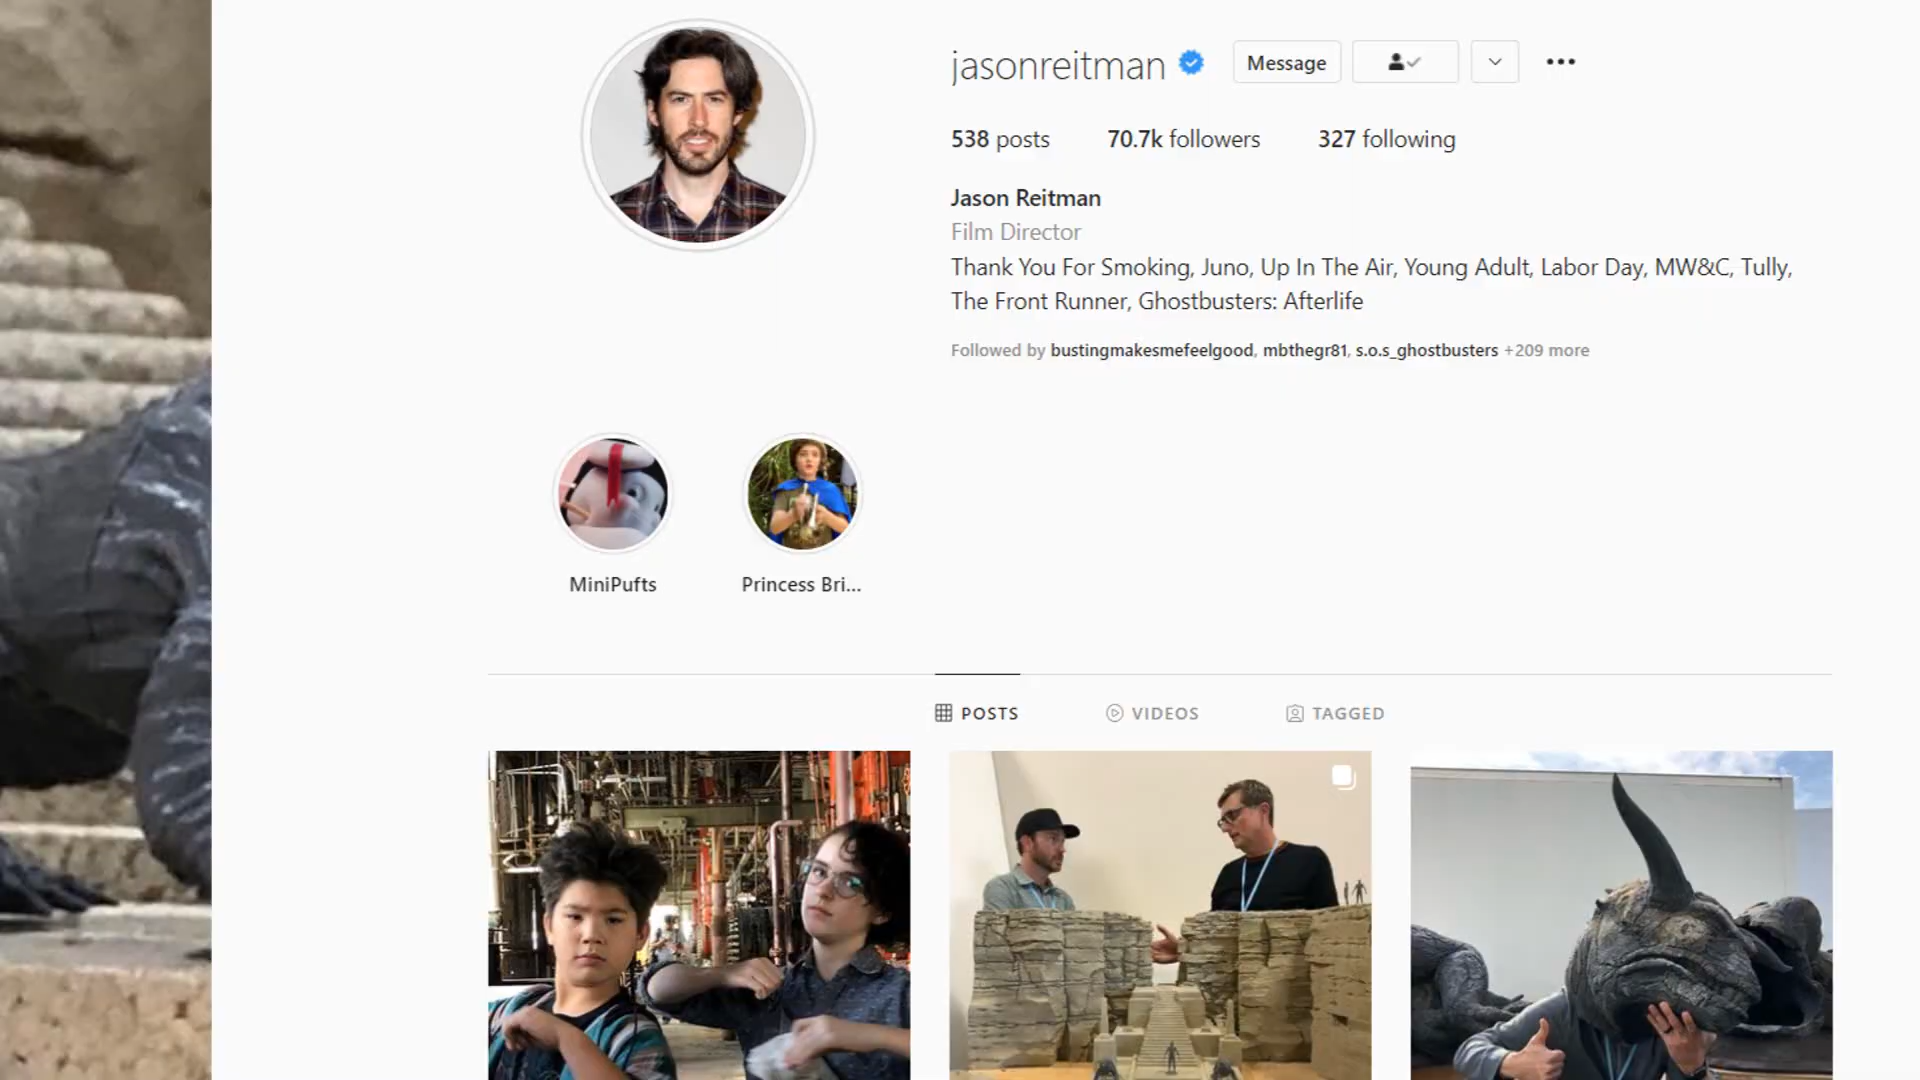 jasonreitman
Message
538 posts 70.7k followers 327 following
Jason Reitman
Film Director
Thank You For Smoking, Juno, Up In The Air, Young Adult, Labor Day, MW&C, Tully,
The Front Runner, Ghostbusters: Afterlife
Followed by bustingmakesmefeelgood, mbthegr81, s.o.s_ghostbusters +209 more
MiniPufts
Princess Bri...
POSTS
VIDEOS
TAGGED